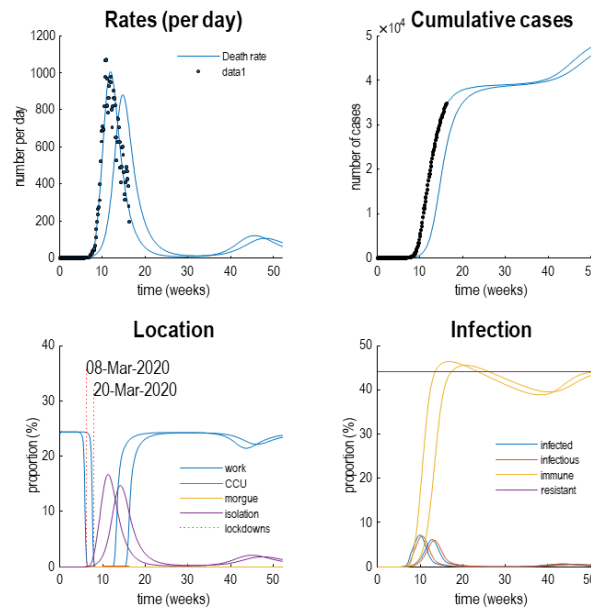 Rates (per day)
1200
1000
800
600
400
200
0
number per day
Death rate
data1
0 10 20 30 40 50
time (weeks)
Cumulative cases
×10⁴
5
4
3
2
1
0
number of cases
0 10 20 30 40 50
time (weeks)
Location
40
30
20
10
0
proportion (%)
08-Mar-2020
20-Mar-2020
work
CCU
morgue
isolation
lockdowns
0 10 20 30 40 50
time (weeks)
Infection
50
40
30
20
10
0
proportion (%)
infected
infectious
immune
resistant
0 10 20 30 40 50
time (weeks)